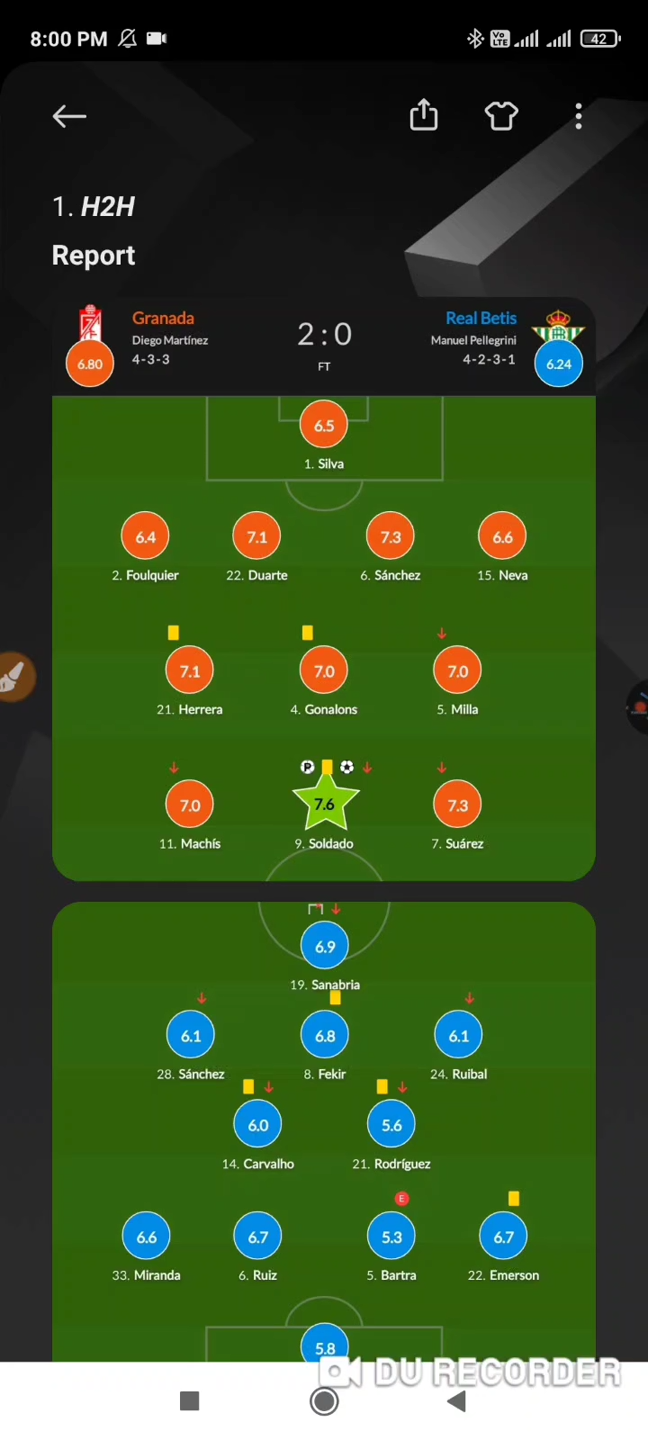 8:00 PM
Vo LTE
42
1. H2H
Report
Granada
2:0
Real Betis
Diego Martínez
Manuel Pellegrini
4-3-3
4-2-3-1
FT
6.80
6.24
6.5
1. Silva
6.4 7.1 7.3 6.6
2. Foulquier 22. Duarte 6. Sánchez 15. Neva
7.1 7.0 7.0
21. Herrera 4. Gonalons 5. Milla
P
7.0 7.6 7.3
11. Machís 9. Soldado 7. Suárez
6.9
19. Sanabria
6.1 6.8 6.1
28. Sánchez 8. Fekir 24. Ruibal
6.0 5.6
14. Carvalho 21. Rodríguez
E
6.6 6.7 5.3 6.7
33. Miranda 6. Ruiz 5. Bartra 22. Emerson
5.8
DU RECORDER